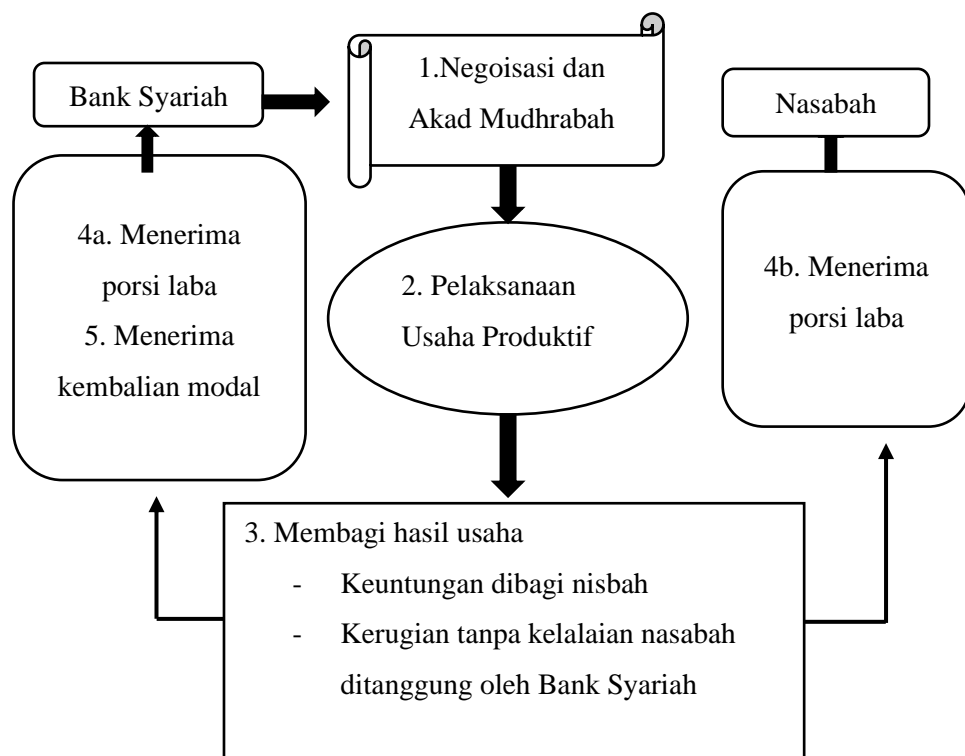 Bank Syariah
1.Negoisasi dan
Akad Mudhrabah
Nasabah
4a. Menerima
porsi laba
5. Menerima
kembalian modal
2. Pelaksanaan
Usaha Produktif
4b. Menerima
porsi laba
3. Membagi hasil usaha
- Keuntungan dibagi nisbah
- Kerugian tanpa kelalaian nasabah
ditanggung oleh Bank Syariah